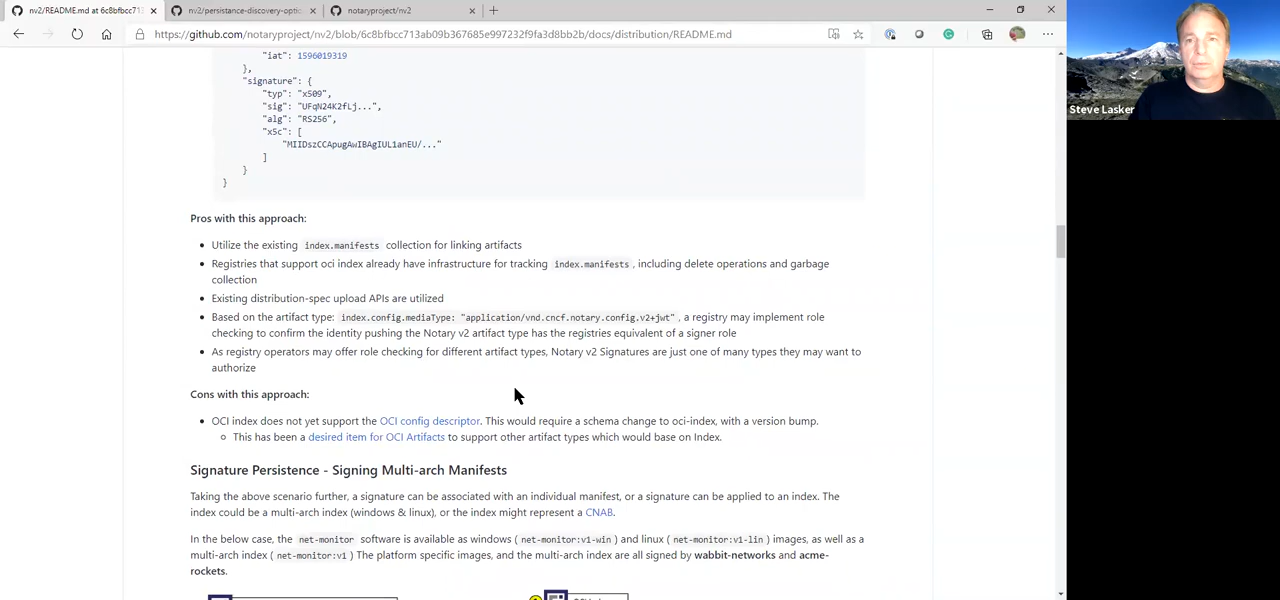 nv2/README.md at 6c8bfbcc713
nv2/persistance-discovery-optic
notaryproject/nv2
https://github.com/notaryproject/nv2/blob/6c8bfbcc713ab09b367685e997232f9fa3d8bb2b/docs/distribution/README.md
Steve Lasker
"iat": 1596019319
},
"signature": {
"typ": "x509",
"sig": "UFqN24K2fLj...",
"alg": "RS256",
"x5c": [
"MIIDszCCApugAwIBAgIUL1anEU/..."
]
}
}
Pros with this approach:
• Utilize the existing index.manifests collection for linking artifacts
• Registries that support oci index already have infrastructure for tracking index.manifests, including delete operations and garbage
collection
• Existing distribution-spec upload APIs are utilized
• Based on the artifact type: index.config.mediaType: "application/vnd.cncf.notary.config.v2+jwt", a registry may implement role
checking to confirm the identity pushing the Notary v2 artifact type has the registries equivalent of a signer role
• As registry operators may offer role checking for different artifact types, Notary v2 Signatures are just one of many types they may want to
authorize
Cons with this approach:
• OCI index does not yet support the OCI config descriptor. This would require a schema change to oci-index, with a version bump.
○ This has been a desired item for OCI Artifacts to support other artifact types which would base on Index.
Signature Persistence - Signing Multi-arch Manifests
Taking the above scenario further, a signature can be associated with an individual manifest, or a signature can be applied to an index. The
index could be a multi-arch index (windows & linux), or the index might represent a CNAB.
In the below case, the net-monitor software is available as windows (net-monitor:v1-win) and linux (net-monitor:v1-lin) images, as well as a
multi-arch index (net-monitor:v1) The platform specific images, and the multi-arch index are all signed by wabbit-networks and acme-
rockets.